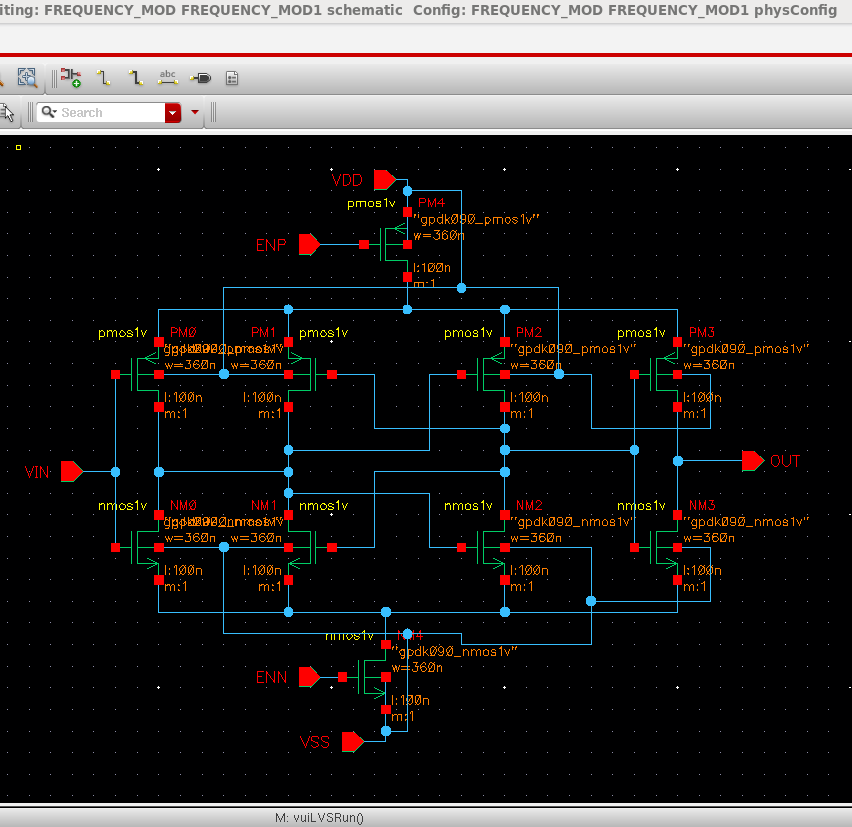 iting: FREQUENCY_MOD FREQUENCY_MOD1 schematic Config: FREQUENCY_MOD FREQUENCY_MOD1 physConfig
abc
Search
VDD
PM4
pmos1v
"gpdk090_pmos1v"
w=360n
ENP
l:100n
m:1
pmos1v PM0 PM1 pmos1v pmos1v PM2 pmos1v PM3
"gpdk090_pmos1v" "gpdk090_pmos1v"
w=360n w=360n w=360n w=360n
l:100n l:100n l:100n l:100n
m:1 m:1 m:1 m:1
VIN OUT
nmos1v NM0 NM1 nmos1v nmos1v NM2 nmos1v NM3
"gpdk090_nmos1v" "gpdk090_nmos1v"
w=360n w=360n w=360n w=360n
l:100n l:100n l:100n l:100n
m:1 m:1 m:1 m:1
nmos1v NM4
"gpdk090_nmos1v"
w=360n
ENN
l:100n
m:1
VSS
M: vuiLVSRun()